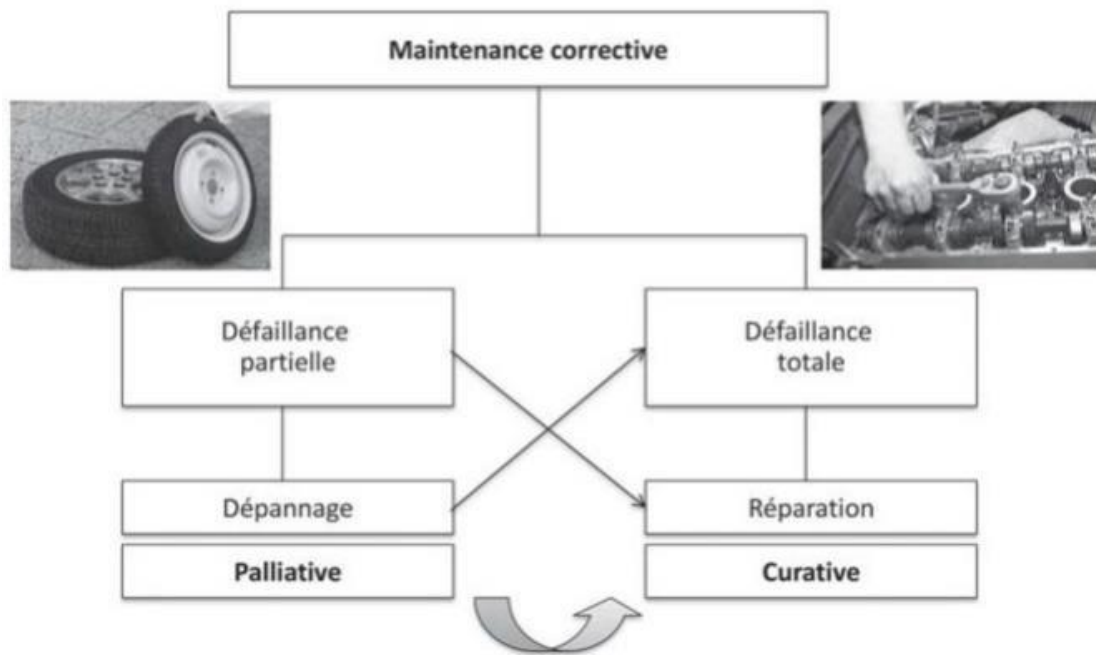 Maintenance corrective
Défaillance
partielle
Défaillance
totale
Dépannage
Réparation
Palliative
Curative